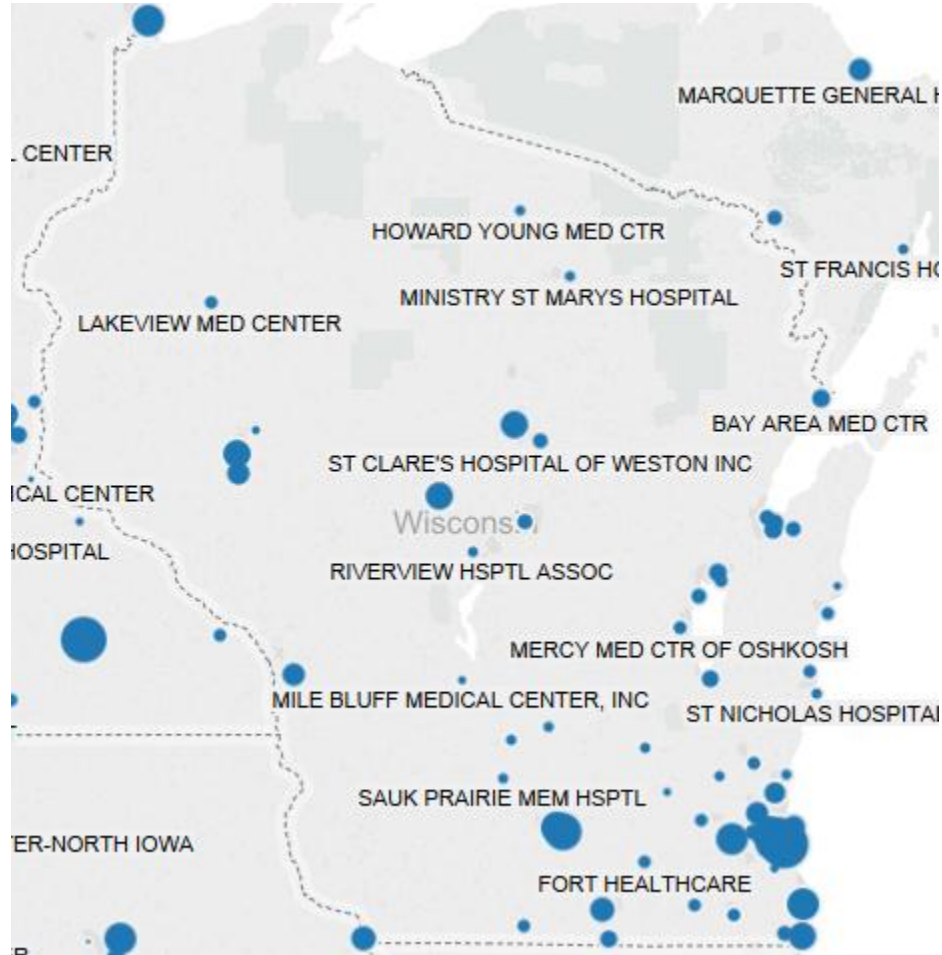 MARQUETTE GENERAL H
L CENTER
HOWARD YOUNG MED CTR
ST FRANCIS HO
MINISTRY ST MARYS HOSPITAL
LAKEVIEW MED CENTER
BAY AREA MED CTR
ST CLARE'S HOSPITAL OF WESTON INC
ICAL CENTER
Wisconsin
HOSPITAL
RIVERVIEW HSPTL ASSOC
MERCY MED CTR OF OSHKOSH
MILE BLUFF MEDICAL CENTER, INC
ST NICHOLAS HOSPITAL
SAUK PRAIRIE MEM HSPTL
ER-NORTH IOWA
FORT HEALTHCARE